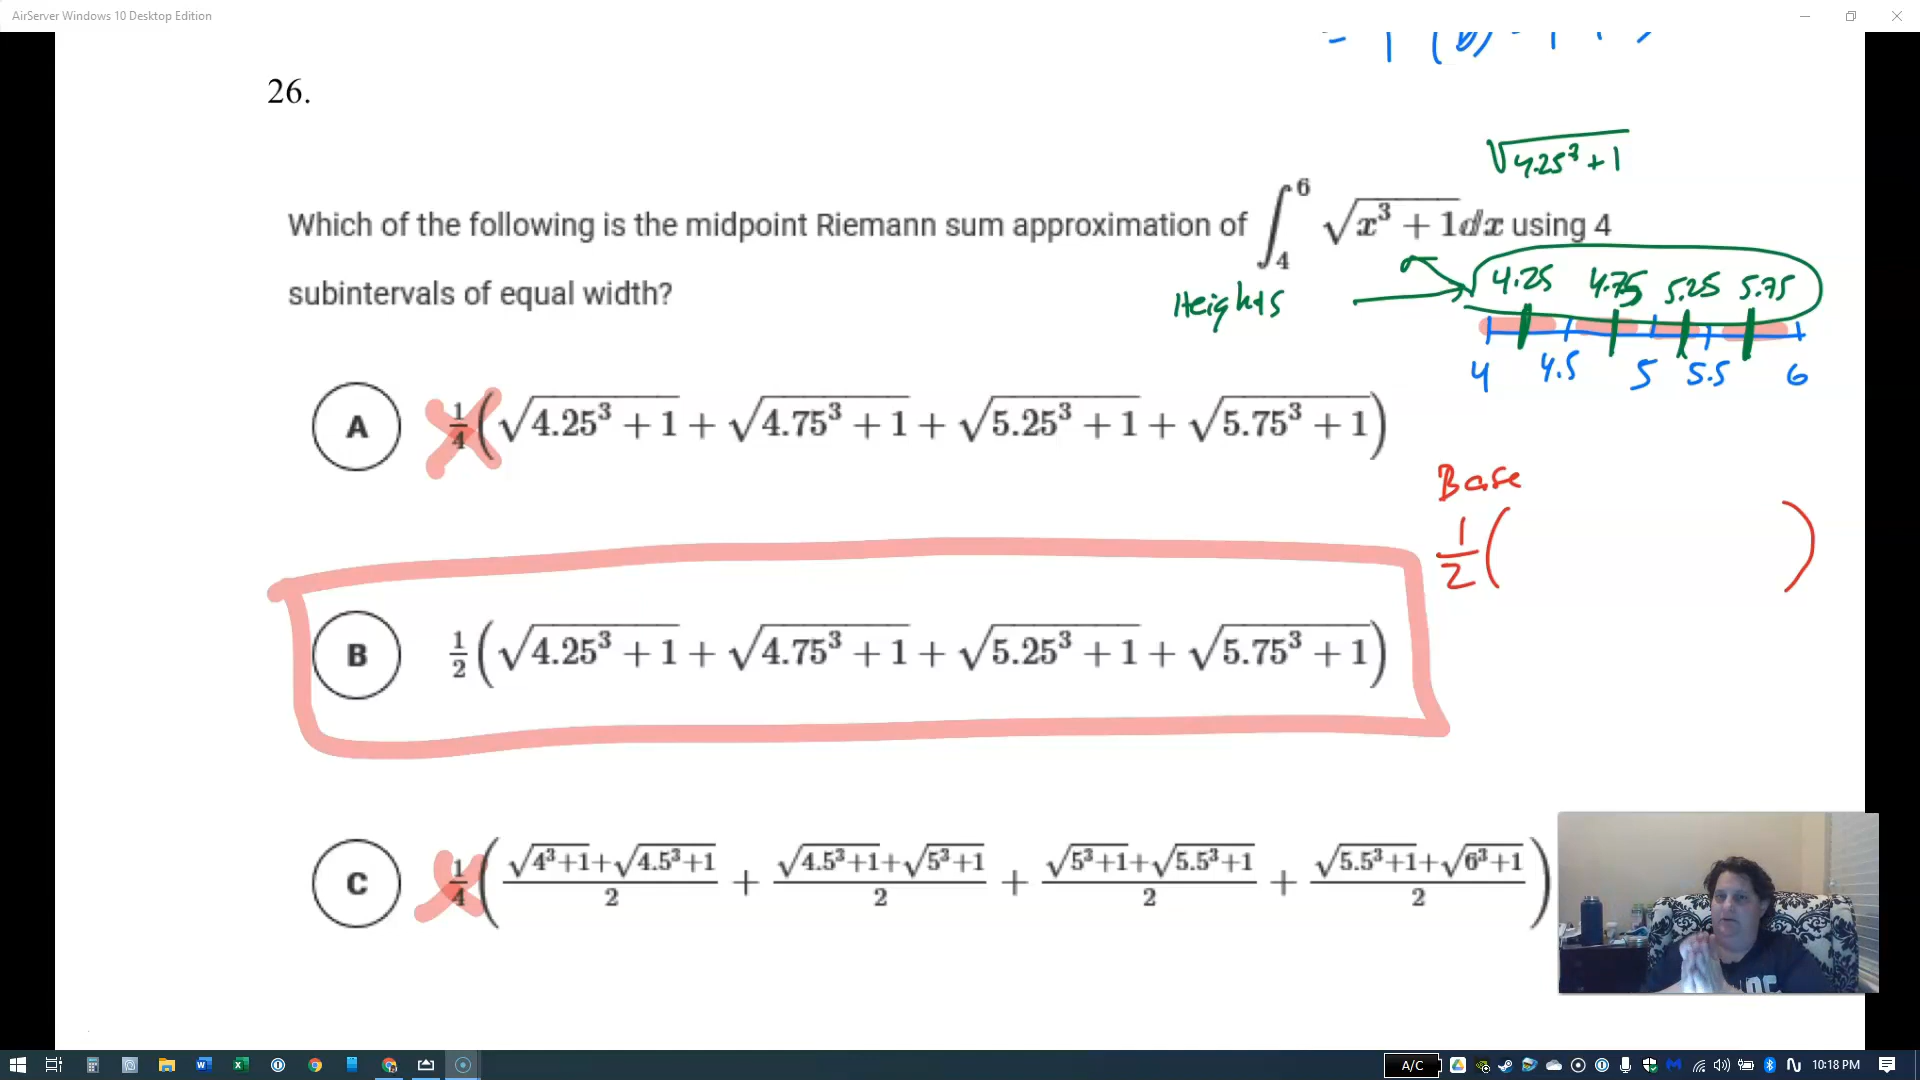 AirServer Windows 10 Desktop Edition
26.
√4.25³ + 1
Which of the following is the midpoint Riemann sum approximation of ∫₄⁶ √x³ + 1 dx using 4
subintervals of equal width?
Heights
4.25 4.75 5.25 5.75
4 4.5 5 5.5 6
A 1/4 (√4.25³ + 1 + √4.75³ + 1 + √5.25³ + 1 + √5.75³ + 1)
Base
1/2 ( )
B 1/2 (√4.25³ + 1 + √4.75³ + 1 + √5.25³ + 1 + √5.75³ + 1)
C 1/4 (√4³+1+√4.5³+1/2 + √4.5³+1+√5³+1/2 + √5³+1+√5.5³+1/2 + √5.5³+1+√6³+1/2)
A/C 10:18 PM